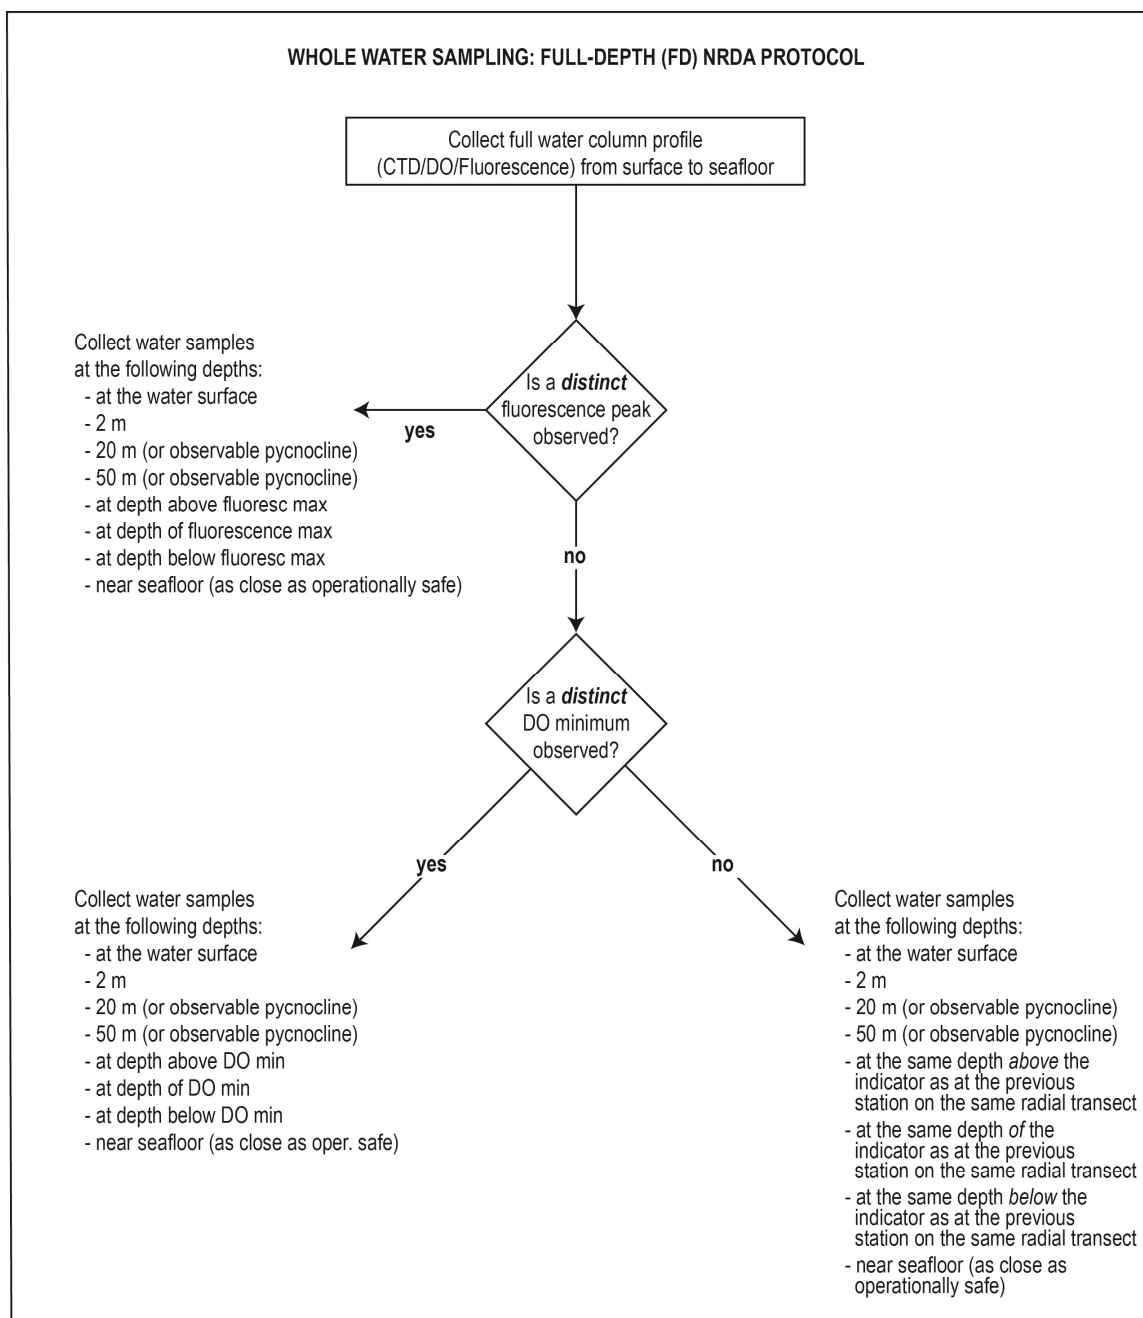 WHOLE WATER SAMPLING: FULL-DEPTH (FD) NRDA PROTOCOL
Collect full water column profile
(CTD/DO/Fluorescence) from surface to seafloor
Is a distinct
fluorescence peak
observed?
yes
Collect water samples
at the following depths:
- at the water surface
- 2 m
- 20 m (or observable pycnocline)
- 50 m (or observable pycnocline)
- at depth above fluoresc max
- at depth of fluorescence max
- at depth below fluoresc max
- near seafloor (as close as operationally safe)
no
Is a distinct
DO minimum
observed?
yes
no
Collect water samples
at the following depths:
- at the water surface
- 2 m
- 20 m (or observable pycnocline)
- 50 m (or observable pycnocline)
- at depth above DO min
- at depth of DO min
- at depth below DO min
- near seafloor (as close as oper. safe)
Collect water samples
at the following depths:
- at the water surface
- 2 m
- 20 m (or observable pycnocline)
- 50 m (or observable pycnocline)
- at the same depth above the
indicator as at the previous
station on the same radial transect
- at the same depth of the
indicator as at the previous
station on the same radial transect
- at the same depth below the
indicator as at the previous
station on the same radial transect
- near seafloor (as close as
operationally safe)